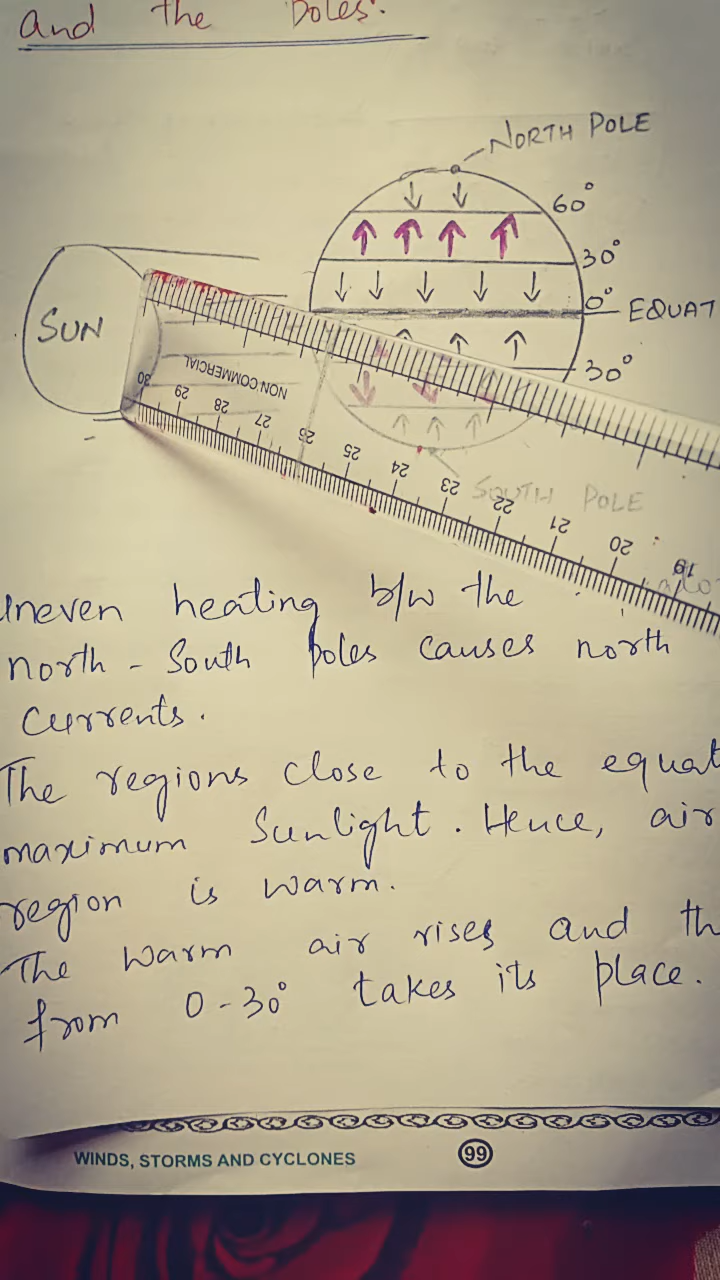 and the Poles.
NORTH POLE
60°
30°
0°
EQUAT
SUN
30°
NON COMMERCIAL
30 29 28 27 26 25 24 23 22 21 20 19
SOUTH POLE
Uneven heating b/w the
north - South poles causes north
Currents.
The regions close to the equat
maximum Sunlight. Hence, air
region is warm.
The warm air rises and th
from 0-30° takes its place.
WINDS, STORMS AND CYCLONES
99